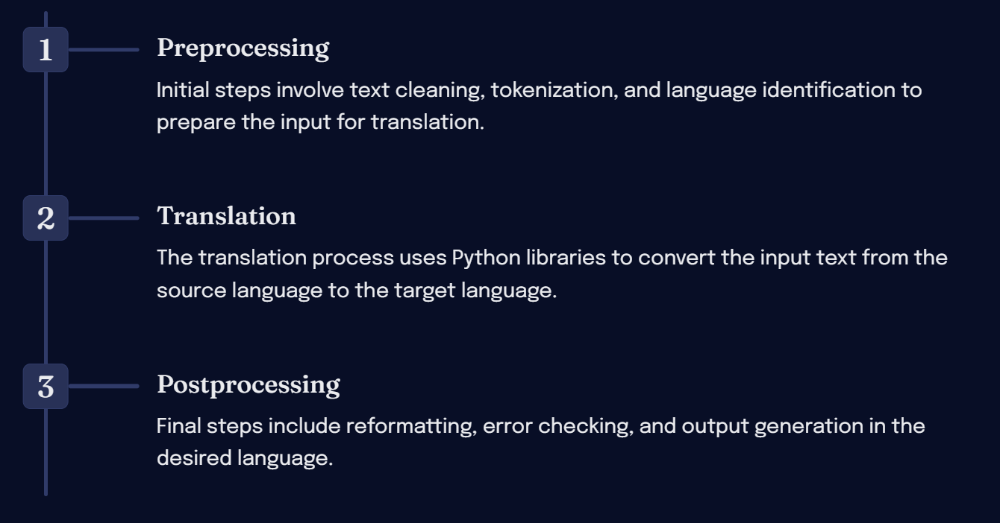 1
Preprocessing
Initial steps involve text cleaning, tokenization, and language identification to
prepare the input for translation.
2
Translation
The translation process uses Python libraries to convert the input text from the
source language to the target language.
3
Postprocessing
Final steps include reformatting, error checking, and output generation in the
desired language.